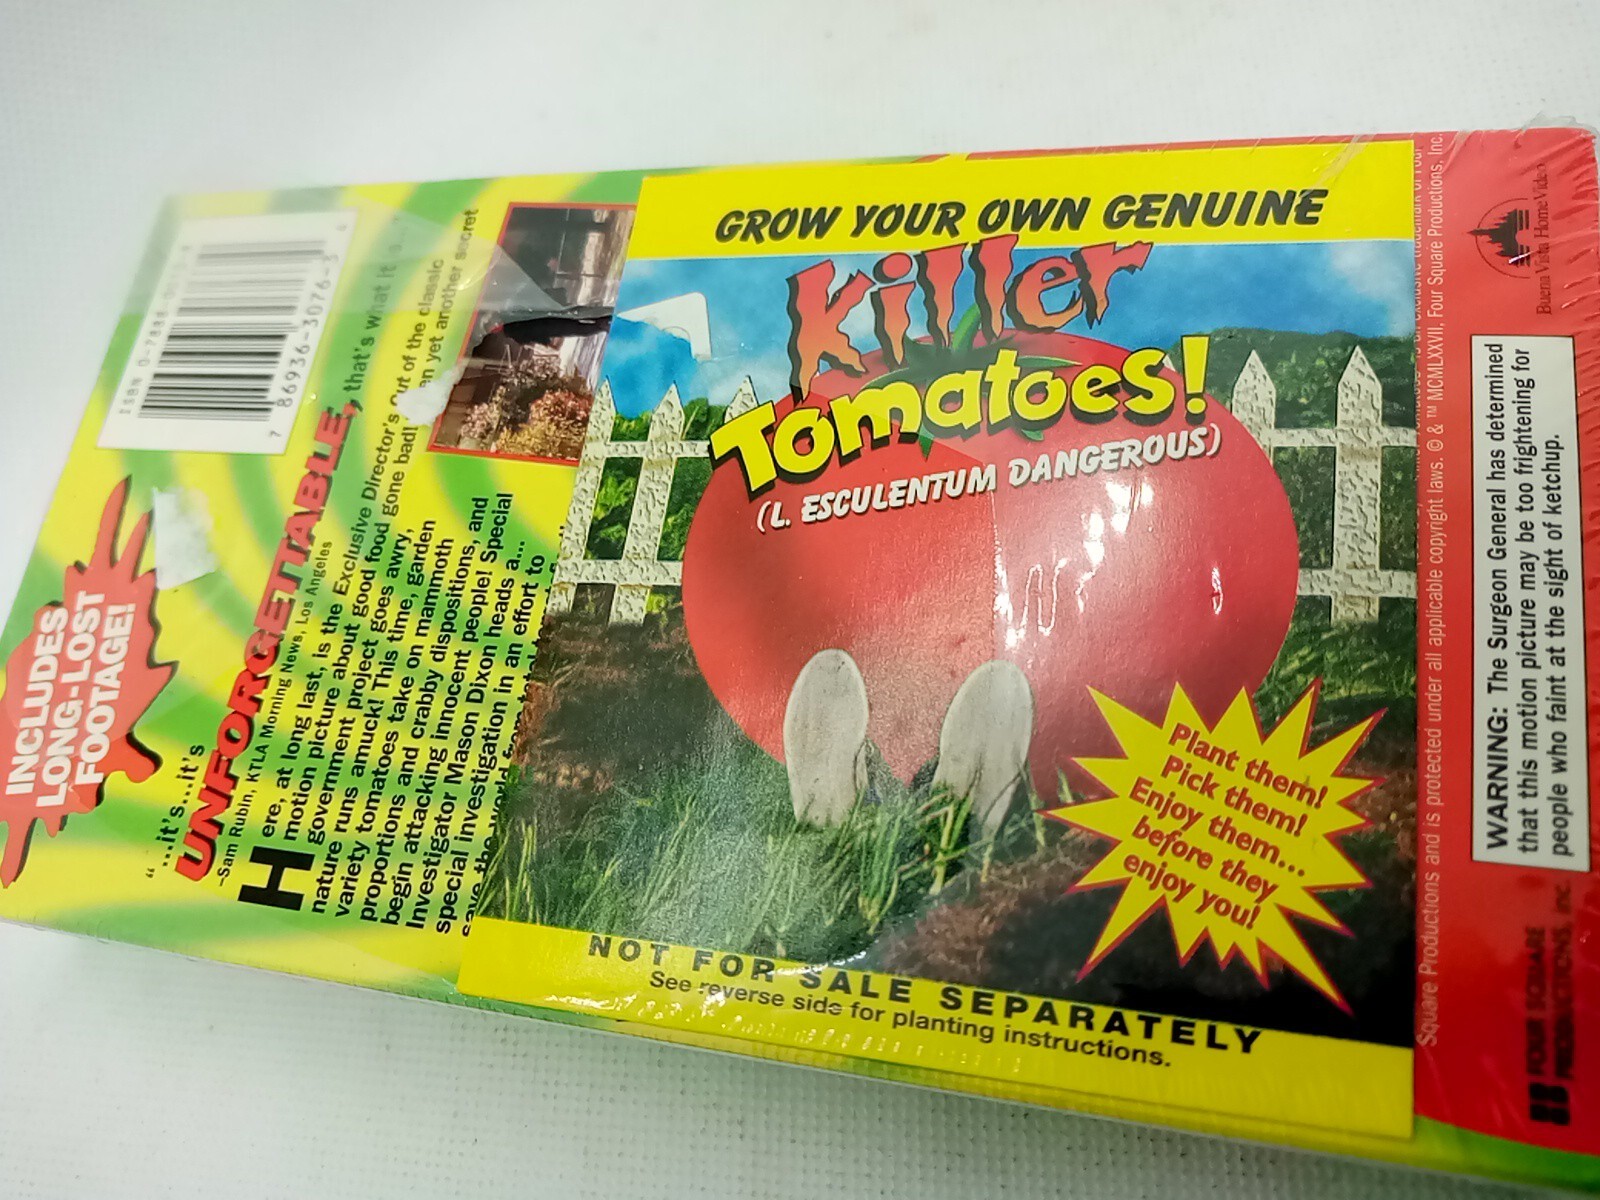 GROW YOUR OWN GENUINE
Killer
Tomatoes!
(L. ESCULENTUM DANGEROUS)
Plant them!
Pick them!
Enjoy them...
before they
enjoy you!
NOT FOR SALE SEPARATELY
See reverse side for planting instructions.
INCLUDES
LONG-LOST
FOOTAGE!
"...it's...it's
UNFORGETTABLE, that's what it
–Sam Rubin, KTLA Morning News, Los Angeles
Here, at long last, is the Exclusive Director's of the classic
motion picture about good food gone bad! yet another secret
government project goes awry,
nature runs amuck! This time, garden
variety tomatoes take on mammoth
proportions and crabby dispositions, and
begin attacking innocent people! Special
Investigator Mason Dixon heads a...
special investigation in an effort to
save the world from
7 86936-3076-3
Square Productions and is protected under all applicable copyright laws. © & ™ MCMLXXVII, Four Square Productions, Inc.
Buena Vista Home Video
WARNING: The Surgeon General has determined
that this motion picture may be too frightening for
people who faint at the sight of ketchup.
FOUR SQUARE
PRODUCTIONS, inc.